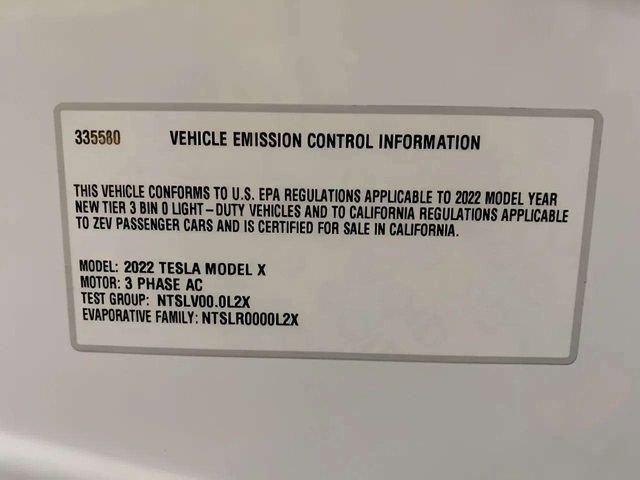 335580 VEHICLE EMISSION CONTROL INFORMATION
THIS VEHICLE CONFORMS TO U.S. EPA REGULATIONS APPLICABLE TO 2022 MODEL YEAR
NEW TIER 3 BIN 0 LIGHT-DUTY VEHICLES AND TO CALIFORNIA REGULATIONS APPLICABLE
TO ZEV PASSENGER CARS AND IS CERTIFIED FOR SALE IN CALIFORNIA.
MODEL: 2022 TESLA MODEL X
MOTOR: 3 PHASE AC
TEST GROUP: NTSLV00.0L2X
EVAPORATIVE FAMILY: NTSLR0000L2X